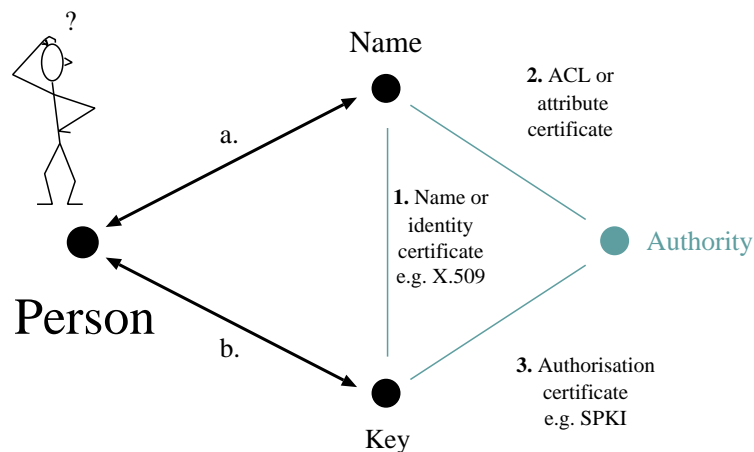 ?
Name
2. ACL or
attribute
certificate
a.
1. Name or
identity
certificate
e.g. X.509
Authority
Person
b.
3. Authorisation
certificate
e.g. SPKI
Key